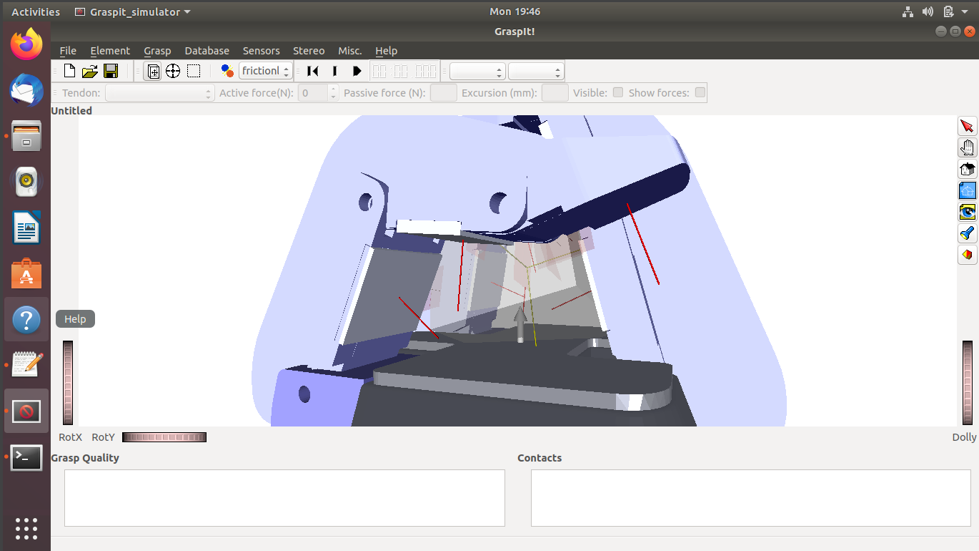 Activities Graspit_simulator Mon 19:46
GraspIt!
File Element Grasp Database Sensors Stereo Misc. Help
frictionl
Tendon: Active force(N): 0 Passive force (N): Excursion (mm): Visible: Show forces:
Untitled
Help
RotX RotY Dolly
Grasp Quality Contacts